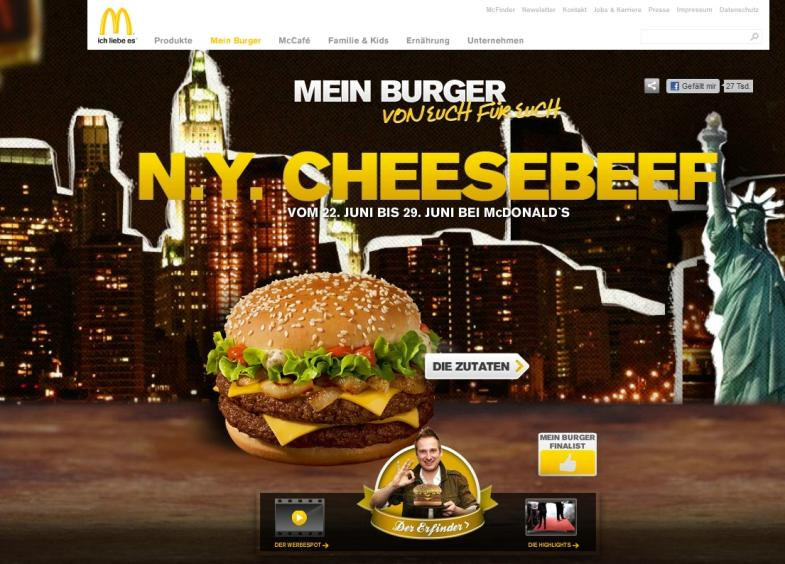 McFinder Newsletter Kontakt Jobs & Karriere Presse Impressum Datenschutz
ich liebe es
Produkte Mein Burger McCafé Familie & Kids Ernährung Unternehmen
Gefällt mir 27 Tsd.
MEIN BURGER
VON EUCH FÜR EUCH
N.Y. CHEESEBEEF
VOM 22. JUNI BIS 29. JUNI BEI McDONALD`S
DIE ZUTATEN
MEIN BURGER
FINALIST
Der Erfinder
DER WERBESPOT
DIE HIGHLIGHTS